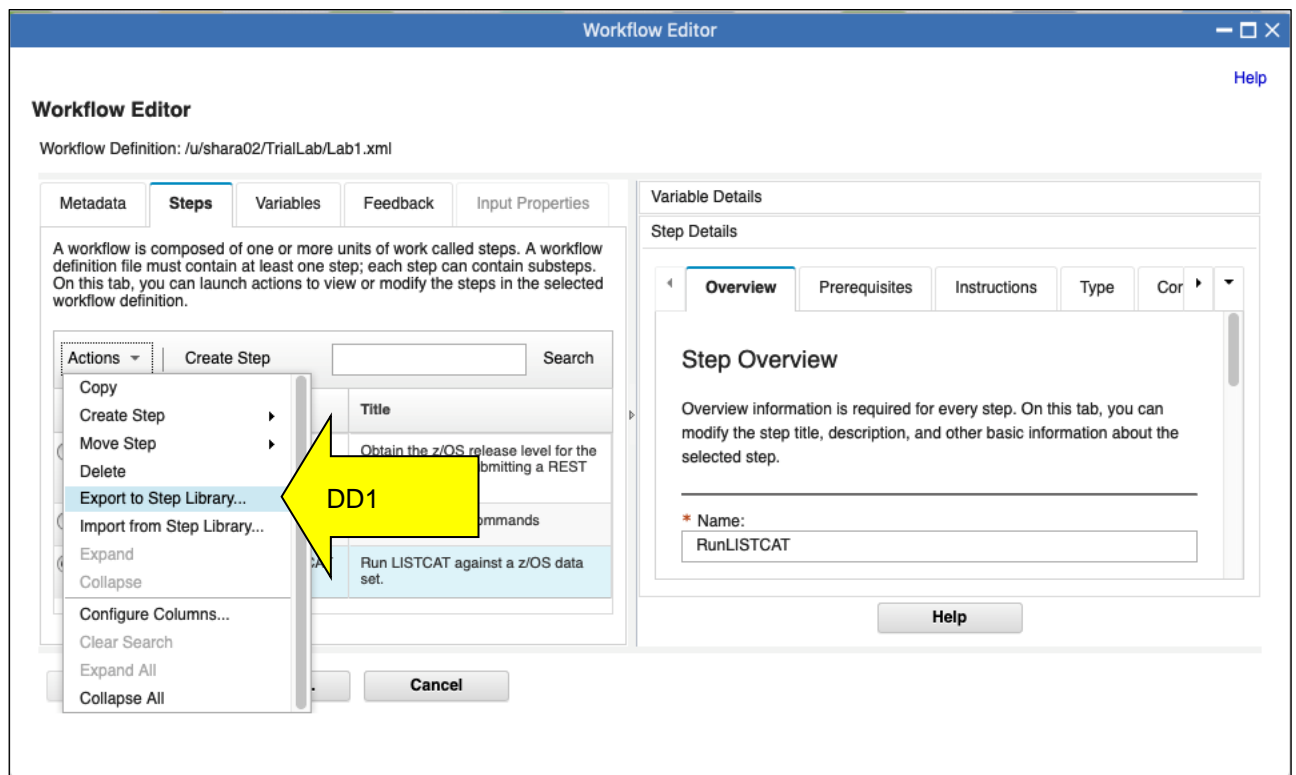 Workflow Editor
Help
Workflow Editor
Workflow Definition: /u/shara02/TrialLab/Lab1.xml
Metadata
Steps
Variables
Feedback
Input Properties
A workflow is composed of one or more units of work called steps. A workflow
definition file must contain at least one step; each step can contain substeps.
On this tab, you can launch actions to view or modify the steps in the selected
workflow definition.
Actions
Create Step
Search
Copy
Create Step
Move Step
Delete
Export to Step Library...
Import from Step Library...
Expand
Collapse
Configure Columns...
Clear Search
Expand All
Collapse All
DD1
Title
Obtain the z/OS release level for the
bmitting a REST
ommands
Run LISTCAT against a z/OS data
set.
Cancel
Variable Details
Step Details
Overview
Prerequisites
Instructions
Type
Cor
Step Overview
Overview information is required for every step. On this tab, you can
modify the step title, description, and other basic information about the
selected step.
* Name:
RunLISTCAT
Help